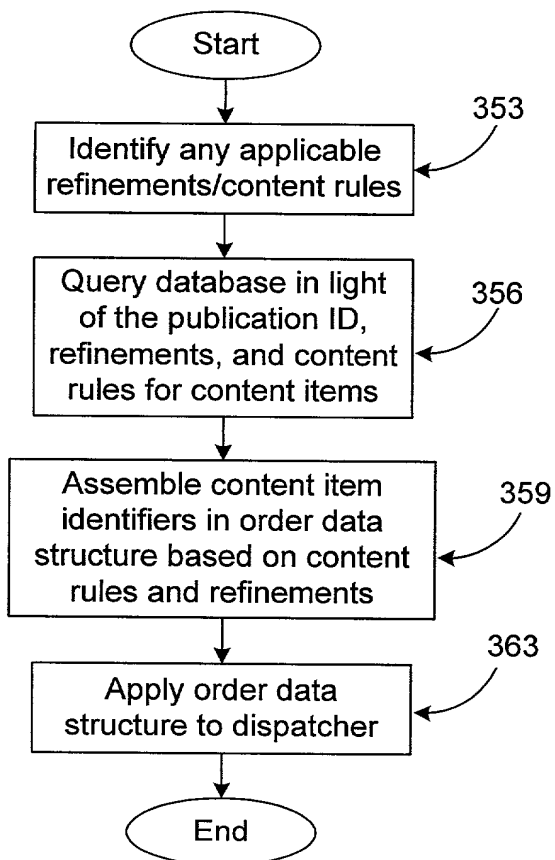 Start
353
Identify any applicable
refinements/content rules
356
Query database in light
of the publication ID,
refinements, and content
rules for content items
359
Assemble content item
identifiers in order data
structure based on content
rules and refinements
363
Apply order data
structure to dispatcher
End